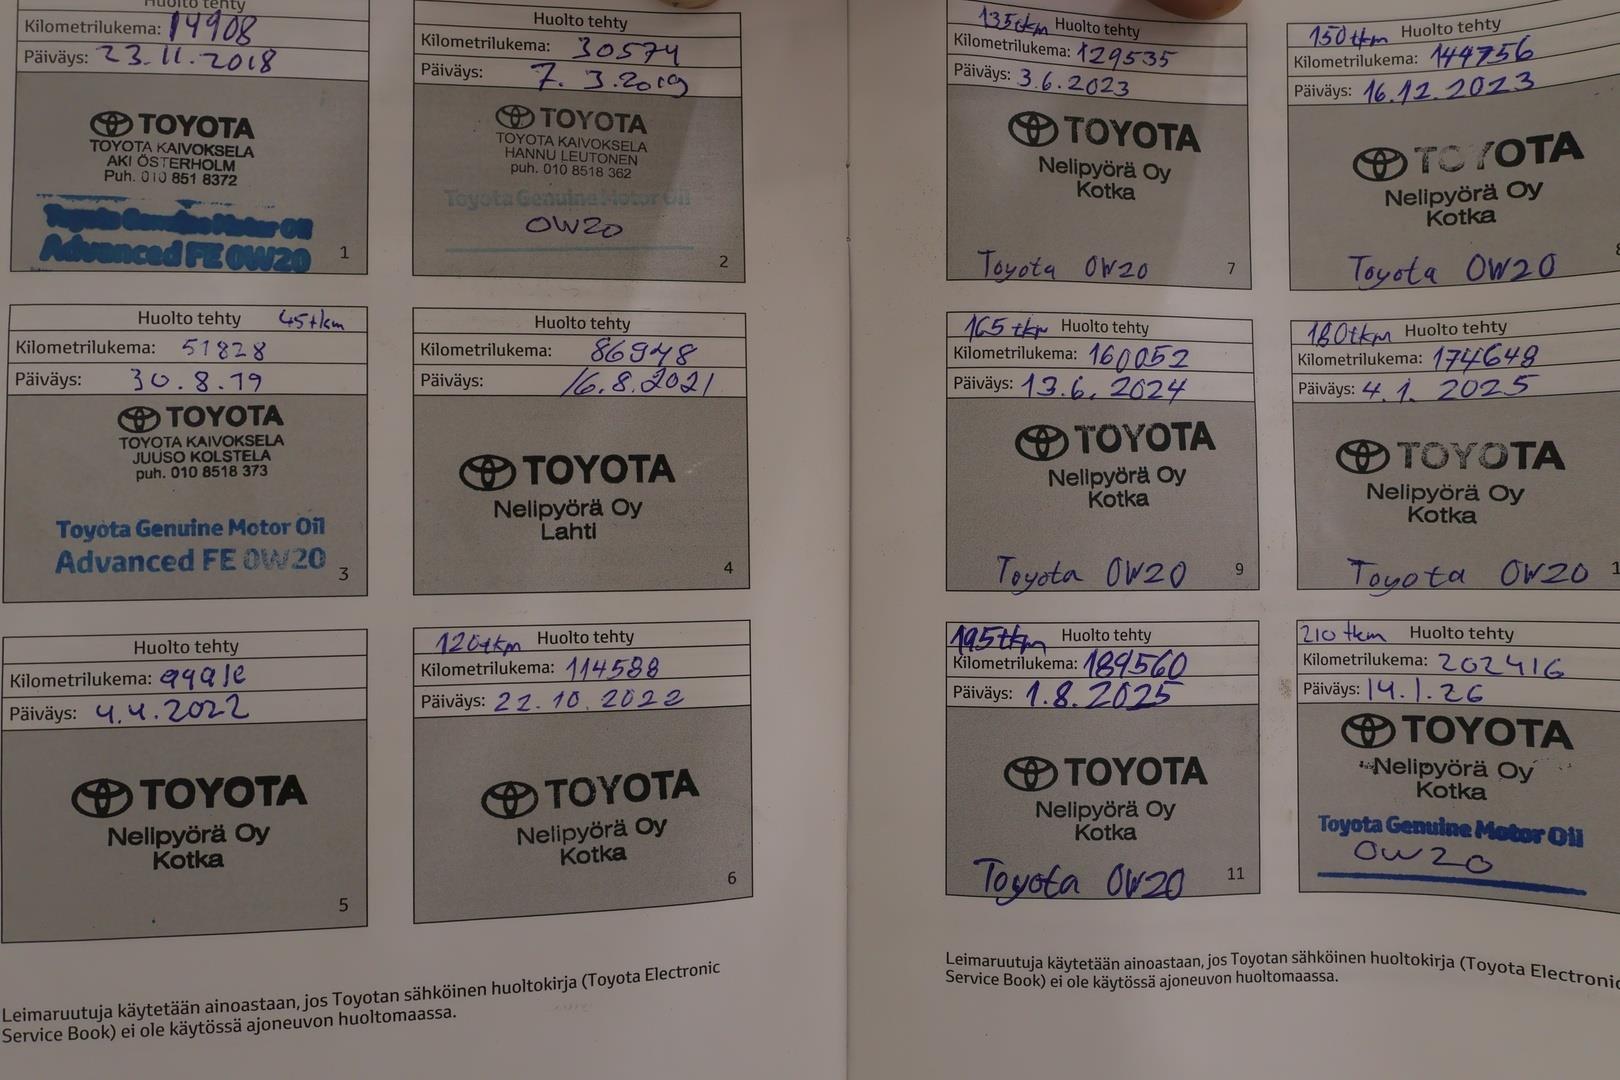 Huolto tehty
Kilometrilukema: 14908
Päiväys: 23.11.2018
TOYOTA
TOYOTA KAIVOKSELA
AKI ÖSTERHOLM
Puh. 010 851 8372
Toyota Genuine Motor Oil
Advanced FE 0W20
1
Huolto tehty
Kilometrilukema: 30574
Päiväys: 7. 3.2019
TOYOTA
TOYOTA KAIVOKSELA
HANNU LEUTONEN
puh. 010 8518 362
Toyota Genuine Motor Oil
0W20
2
Huolto tehty 45tkm
Kilometrilukema: 51828
Päiväys: 30.8.19
TOYOTA
TOYOTA KAIVOKSELA
JUUSO KOLSTELA
puh. 010 8518 373
Toyota Genuine Motor Oil
Advanced FE 0W20
3
Huolto tehty
Kilometrilukema: 86948
Päiväys: 16.8.2021
TOYOTA
Nelipyörä Oy
Lahti
4
Huolto tehty
Kilometrilukema:
Päiväys: 4.4.2022
TOYOTA
Nelipyörä Oy
Kotka
5
120tkm Huolto tehty
Kilometrilukema: 114588
Päiväys: 22.10.2022
TOYOTA
Nelipyörä Oy
Kotka
6
Leimaruutuja käytetään ainoastaan, jos Toyotan sähköinen huoltokirja (Toyota Electronic
Service Book) ei ole käytössä ajoneuvon huoltomaassa.
135tkm Huolto tehty
Kilometrilukema: 129535
Päiväys: 3.6.2023
TOYOTA
Nelipyörä Oy
Kotka
Toyota 0W20
7
150tkm Huolto tehty
Kilometrilukema: 144756
Päiväys: 16.12.2023
TOYOTA
Nelipyörä Oy
Kotka
Toyota 0W20
165tkm Huolto tehty
Kilometrilukema: 160052
Päiväys: 13.6.2024
TOYOTA
Nelipyörä Oy
Kotka
Toyota 0W20
9
180tkm Huolto tehty
Kilometrilukema: 174648
Päiväys: 4.1.2025
TOYOTA
Nelipyörä Oy
Kotka
Toyota 0W20
195tkm Huolto tehty
Kilometrilukema: 189560
Päiväys: 1.8.2025
TOYOTA
Nelipyörä Oy
Kotka
Toyota 0W20
11
210 tkm Huolto tehty
Kilometrilukema: 202416
Päiväys: 14.1.26
TOYOTA
Nelipyörä Oy
Kotka
Toyota Genuine Motor Oil
0W20
Leimaruutuja käytetään ainoastaan, jos Toyotan sähköinen huoltokirja (Toyota Electronic
Service Book) ei ole käytössä ajoneuvon huoltomaassa.